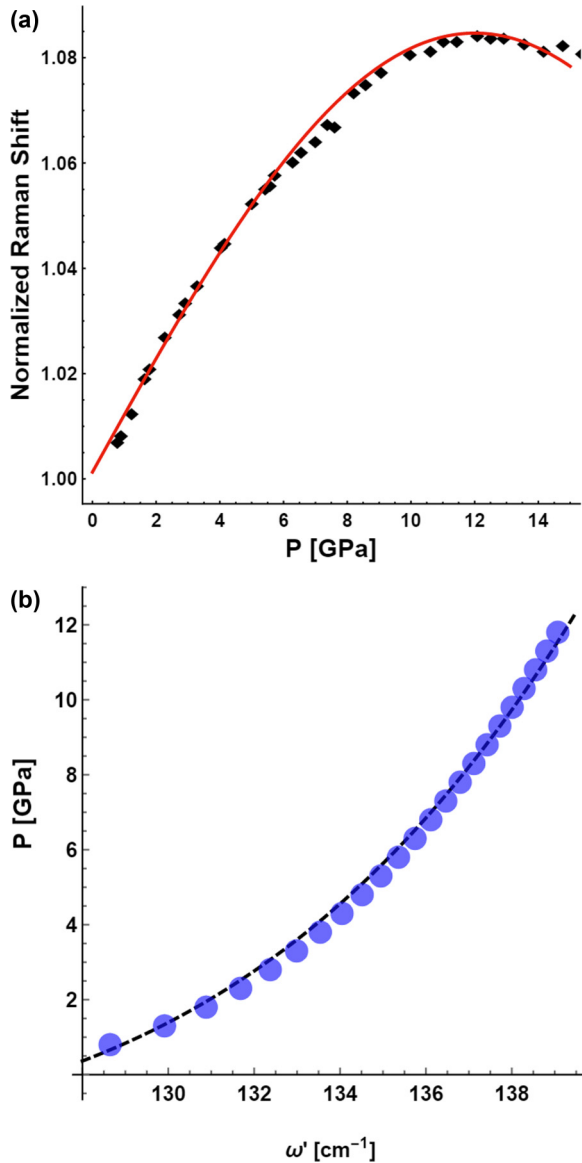 (a)
1.08
1.06
1.04
1.02
1.00
Normalized Raman Shift
0 2 4 6 8 10 12 14
P [GPa]
(b)
12
10
8
6
4
2
P [GPa]
130 132 134 136 138
ω' [cm⁻¹]